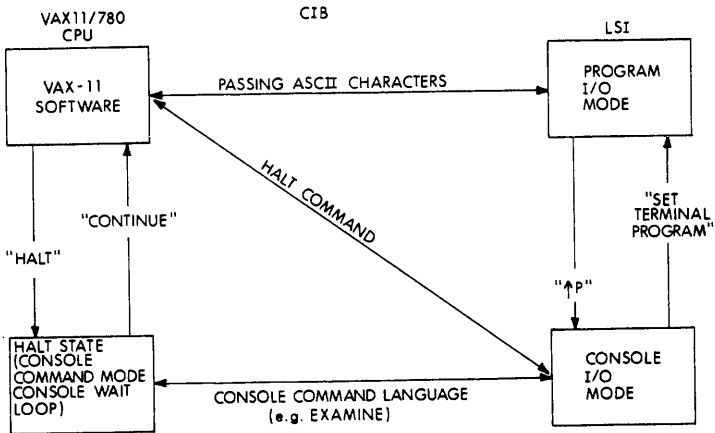 VAX11/780
CPU
CIB
LSI
VAX-11
SOFTWARE
PASSING ASCII CHARACTERS
PROGRAM
I/O
MODE
HALT COMMAND
"CONTINUE"
"HALT"
"SET
TERMINAL
PROGRAM"
"↑P"
HALT STATE
(CONSOLE
COMMAND MODE
CONSOLE WAIT
LOOP)
CONSOLE COMMAND LANGUAGE
(e.g. EXAMINE)
CONSOLE
I/O
MODE